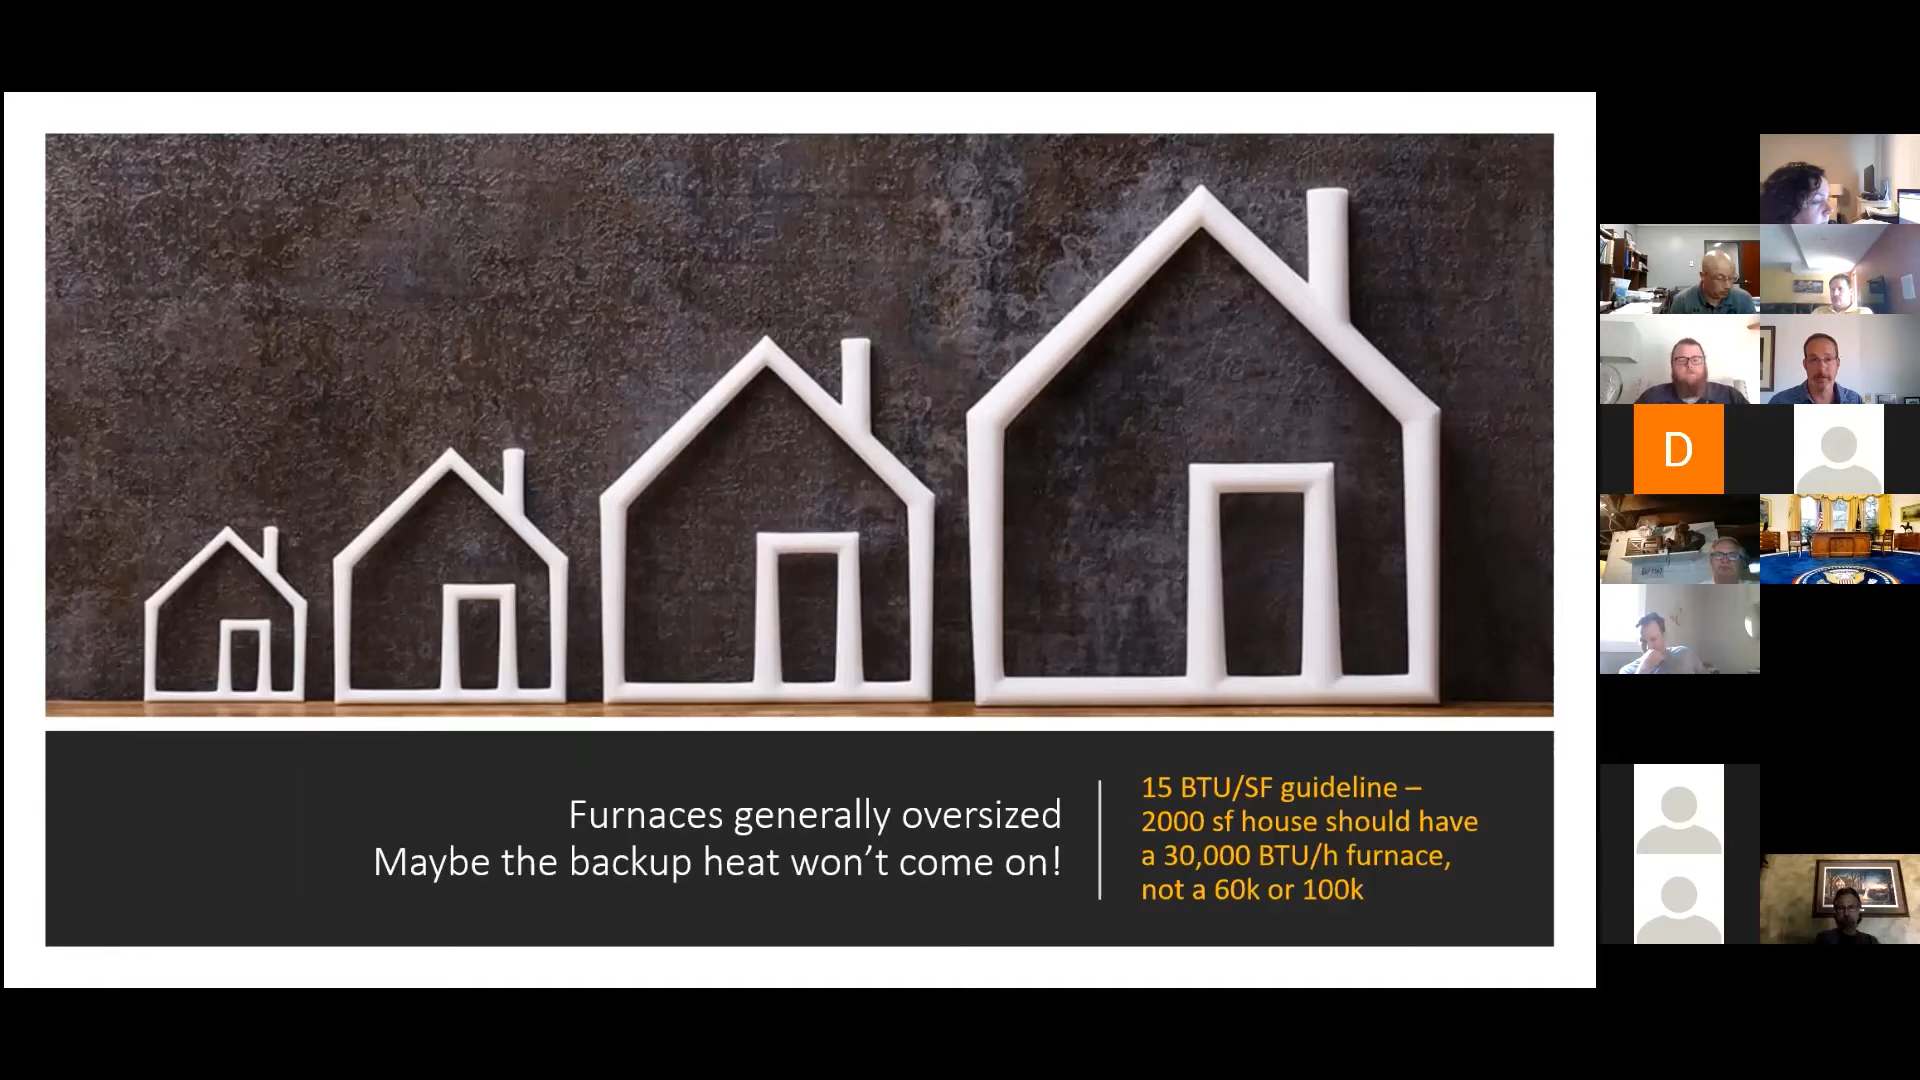 Furnaces generally oversized
Maybe the backup heat won’t come on!
15 BTU/SF guideline –
2000 sf house should have
a 30,000 BTU/h furnace,
not a 60k or 100k
D